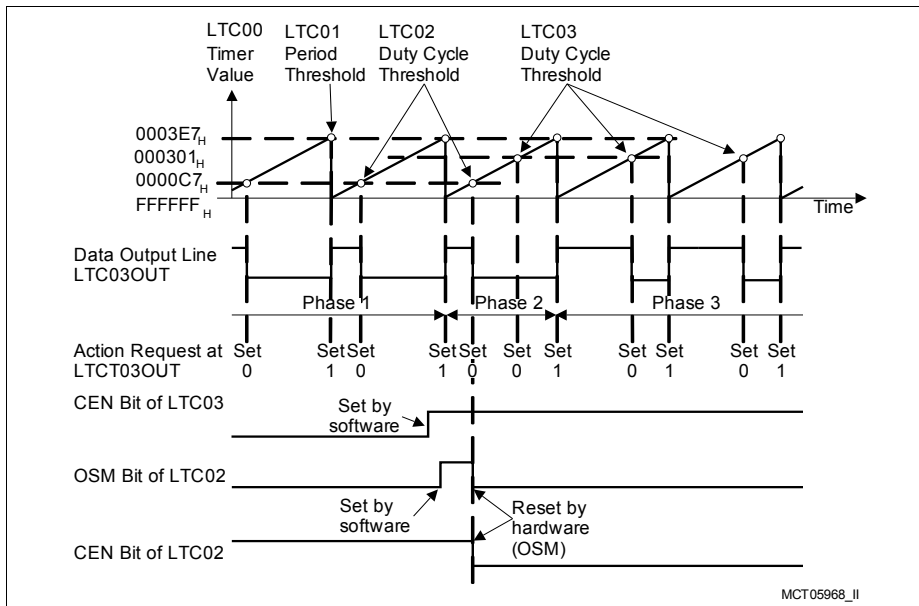 LTC00 LTC01 LTC02 LTC03
Timer Period Duty Cycle Duty Cycle
Value Threshold Threshold Threshold
0003E7H
000301H
0000C7H
FFFFFFH
Time
Data Output Line
LTC03OUT
Phase 1 Phase 2 Phase 3
Action Request at Set Set Set Set Set Set Set Set Set Set Set
LTCT03OUT 0 1 0 1 0 0 1 0 1 0 1
CEN Bit of LTC03
Set by
software
OSM Bit of LTC02
Set by
software
Reset by
hardware
(OSM)
CEN Bit of LTC02
MCT05968_II